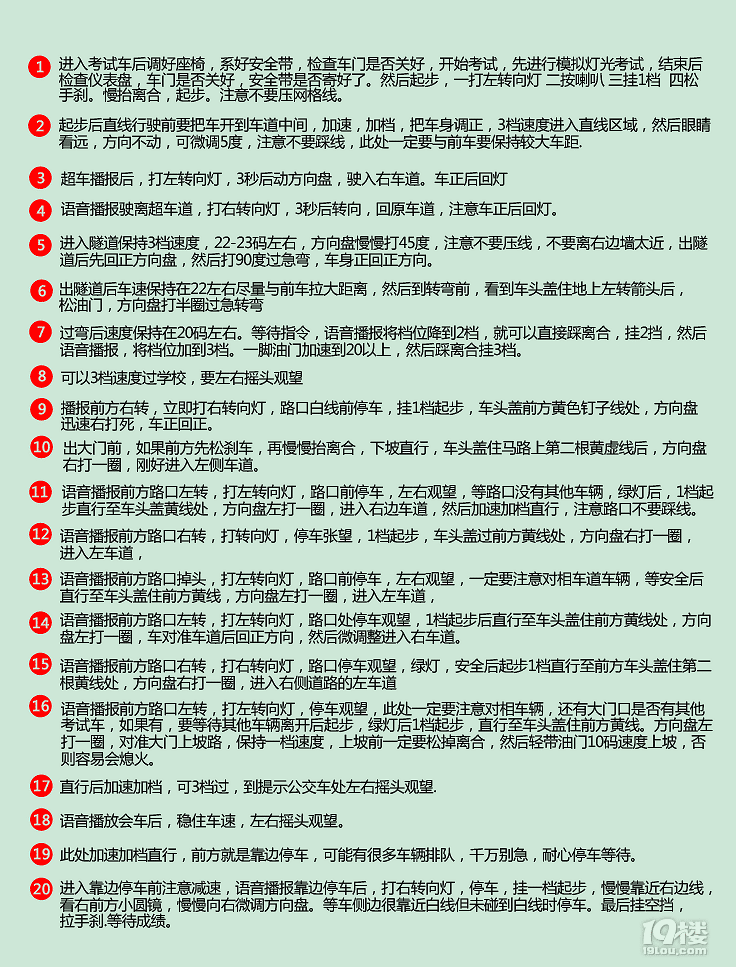 1 进入考试车后调好座椅，系好安全带，检查车门是否关好，开始考试，先进行模拟灯光考试，结束后
检查仪表盘，车门是否关好，安全带是否寄好了。然后起步，一打左转向灯 二按喇叭 三挂1档 四松
手刹。慢抬离合，起步。注意不要压网格线。
2 起步后直线行驶前要把车开到车道中间，加速，加档，把车身调正，3档速度进入直线区域，然后眼睛
看远，方向不动，可微调5度，注意不要踩线，此处一定要与前车要保持较大车距.
3 超车播报后，打左转向灯，3秒后动方向盘，驶入右车道。车正后回灯
4 语音播报驶离超车道，打右转向灯，3秒后转向，回原车道，注意车正后回灯。
5 进入隧道保持3档速度，22-23码左右，方向盘慢慢打45度，注意不要压线，不要离右边墙太近，出隧
道后先回正方向盘，然后打90度过急弯，车身正回正方向。
6 出隧道后车速保持在22左右尽量与前车拉大距离，然后到转弯前，看到车头盖住地上左转箭头后，
松油门，方向盘打半圈过急转弯
7 过弯后速度保持在20码左右。等待指令，语音播报将档位降到2档，就可以直接踩离合，挂2挡，然后
语音播报，将档位加到3档。一脚油门加速到20以上，然后踩离合挂3档。
8 可以3档速度过学校，要左右摇头观望
9 播报前方右转，立即打右转向灯，路口白线前停车，挂1档起步，车头盖前方黄色钉子线处，方向盘
迅速右打死，车正回正。
10 出大门前，如果前方先松刹车，再慢慢抬离合，下坡直行，车头盖住马路上第二根黄虚线后，方向盘
右打一圈，刚好进入左侧车道。
11 语音播报前方路口左转，打左转向灯，路口前停车，左右观望，等路口没有其他车辆，绿灯后，1档起
步直行至车头盖黄线处，方向盘左打一圈，进入右边车道，然后加速加档直行，注意路口不要踩线。
12 语音播报前方路口右转，打转向灯，停车张望，1档起步，车头盖过前方黄线处，方向盘右打一圈，
进入左车道，
13 语音播报前方路口掉头，打左转向灯，路口前停车，左右观望，一定要注意对相车道车辆，等安全后
直行至车头盖住前方黄线，方向盘左打一圈，进入左车道，
14 语音播报前方路口左转，打左转向灯，路口处停车观望，1档起步后直行至车头盖住前方黄线处，方向
盘左打一圈，车对准车道后回正方向，然后微调整进入右车道。
15 语音播报前方路口右转，打右转向灯，路口停车观望，绿灯，安全后起步1档直行至前方车头盖住第二
根黄线处，方向盘右打一圈，进入右侧道路的左车道
16 语音播报前方路口左转，打左转向灯，停车观望，此处一定要注意对相车辆，还有大门口是否有其他
考试车，如果有，要等待其他车辆离开后起步，绿灯后1档起步，直行至车头盖住前方黄线。方向盘左
打一圈，对准大门上坡路，保持一档速度，上坡前一定要松掉离合，然后轻带油门10码速度上坡，否
则容易会熄火。
17 直行后加速加档，可3档过，到提示公交车处左右摇头观望.
18 语音播放会车后，稳住车速，左右摇头观望。
19 此处加速加档直行，前方就是靠边停车，可能有很多车辆排队，千万别急，耐心停车等待。
20 进入靠边停车前注意减速，语音播报靠边停车后，打右转向灯，停车，挂一档起步，慢慢靠近右边线，
看右前方小圆镜，慢慢向右微调方向盘。等车侧边很靠近白线但未碰到白线时停车。最后挂空挡，
拉手刹.等待成绩。
19楼
19lou.com